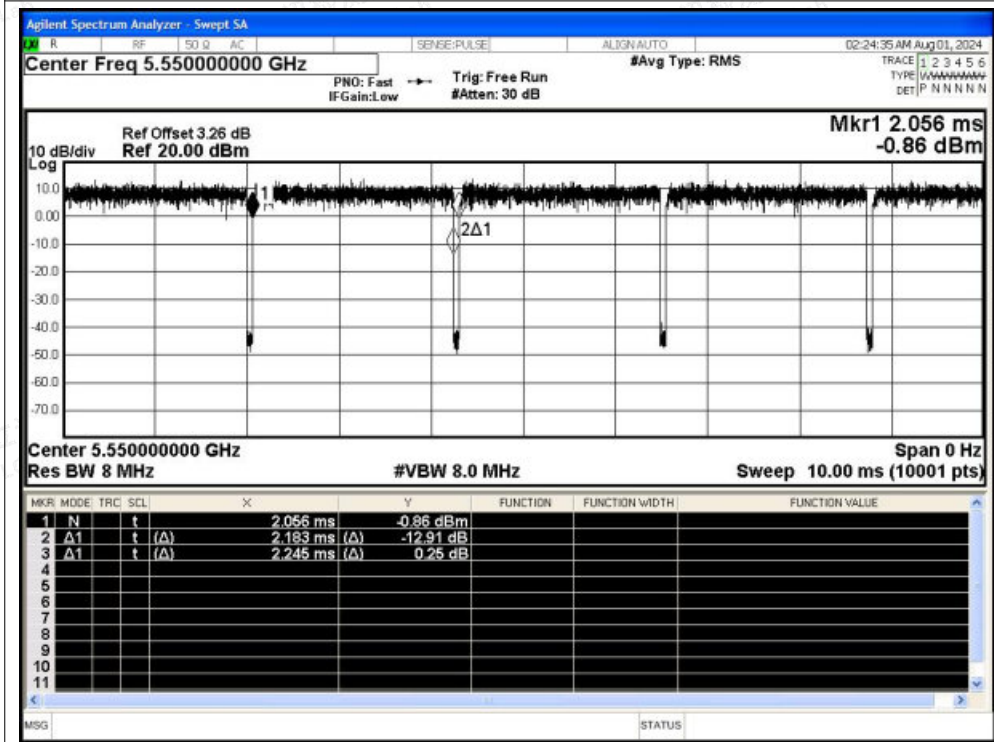 Agilent Spectrum Analyzer - Swept SA
R RF 50 Ω AC SENSE:PULSE ALIGN AUTO 02:24:35 AM Aug 01, 2024
Center Freq 5.550000000 GHz #Avg Type: RMS TRACE 1 2 3 4 5 6
PNO: Fast Trig: Free Run TYPE
IFGain:Low #Atten: 30 dB DET P N N N N N
Mkr1 2.056 ms
Ref Offset 3.26 dB
10 dB/div Ref 20.00 dBm -0.86 dBm
Log
10.0
1
0.00
2Δ1
-10.0
-20.0
-30.0
-40.0
-50.0
-60.0
-70.0
Center 5.550000000 GHz Span 0 Hz
Res BW 8 MHz #VBW 8.0 MHz Sweep 10.00 ms (10001 pts)
MKR MODE TRC SCL X Y FUNCTION FUNCTION WIDTH FUNCTION VALUE
1 N t 2.056 ms -0.86 dBm
2 Δ1 t (Δ) 2.183 ms (Δ) -12.91 dB
3 Δ1 t (Δ) 2.245 ms (Δ) 0.25 dB
4
5
6
7
8
9
10
11
MSG STATUS